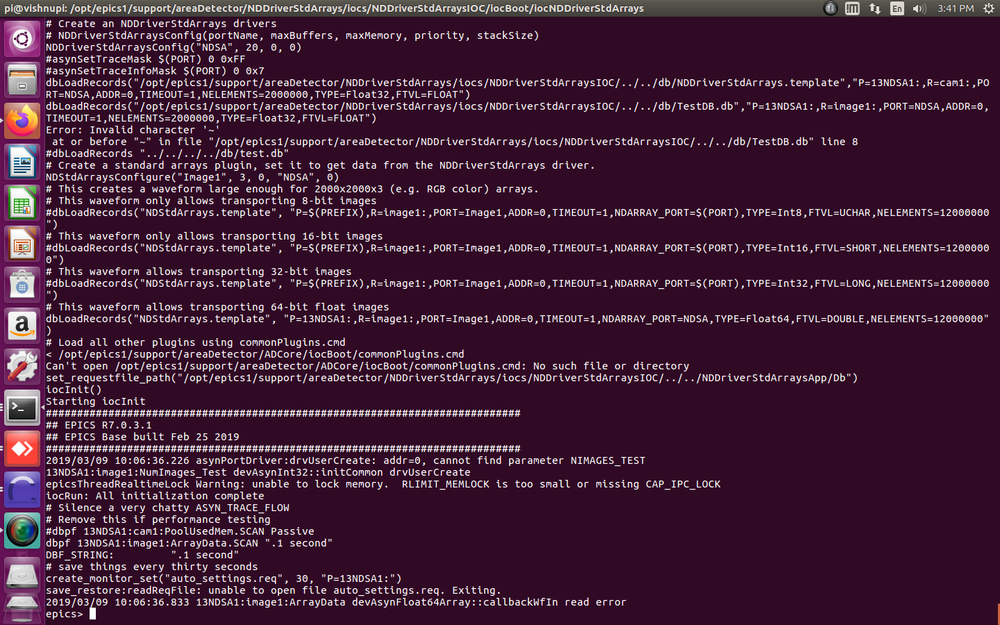 pi@vishnupi: /opt/epics1/support/areaDetector/NDDriverStdArrays/iocs/NDDriverStdArraysIOC/iocBoot/iocNDDriverStdArrays
En
3:41 PM
# Create an NDDriverStdArrays drivers
# NDDriverStdArraysConfig(portName, maxBuffers, maxMemory, priority, stackSize)
NDDriverStdArraysConfig("NDSA", 20, 0, 0)
#asynSetTraceMask $(PORT) 0 0xFF
#asynSetTraceInfoMask $(PORT) 0 0x7
dbLoadRecords("/opt/epics1/support/areaDetector/NDDriverStdArrays/iocs/NDDriverStdArraysIOC/../../db/NDDriverStdArrays.template","P=13NDSA1:,R=cam1:,PO
RT=NDSA,ADDR=0,TIMEOUT=1,NELEMENTS=2000000,TYPE=Float32,FTVL=FLOAT")
dbLoadRecords("/opt/epics1/support/areaDetector/NDDriverStdArrays/iocs/NDDriverStdArraysIOC/../../db/TestDB.db","P=13NDSA1:,R=image1:,PORT=NDSA,ADDR=0,
TIMEOUT=1,NELEMENTS=2000000,TYPE=Float32,FTVL=FLOAT")
Error: Invalid character '~'
 at or before "~" in file "/opt/epics1/support/areaDetector/NDDriverStdArrays/iocs/NDDriverStdArraysIOC/../../db/TestDB.db" line 8
#dbLoadRecords "../../../../db/test.db"
# Create a standard arrays plugin, set it to get data from the NDDriverStdArrays driver.
NDStdArraysConfigure("Image1", 3, 0, "NDSA", 0)
# This creates a waveform large enough for 2000x2000x3 (e.g. RGB color) arrays.
# This waveform only allows transporting 8-bit images
#dbLoadRecords("NDStdArrays.template", "P=$(PREFIX),R=image1:,PORT=Image1,ADDR=0,TIMEOUT=1,NDARRAY_PORT=$(PORT),TYPE=Int8,FTVL=UCHAR,NELEMENTS=12000000
")
# This waveform only allows transporting 16-bit images
#dbLoadRecords("NDStdArrays.template", "P=$(PREFIX),R=image1:,PORT=Image1,ADDR=0,TIMEOUT=1,NDARRAY_PORT=$(PORT),TYPE=Int16,FTVL=SHORT,NELEMENTS=1200000
0")
# This waveform allows transporting 32-bit images
#dbLoadRecords("NDStdArrays.template", "P=$(PREFIX),R=image1:,PORT=Image1,ADDR=0,TIMEOUT=1,NDARRAY_PORT=$(PORT),TYPE=Int32,FTVL=LONG,NELEMENTS=12000000
")
# This waveform allows transporting 64-bit float images
dbLoadRecords("NDStdArrays.template", "P=13NDSA1:,R=image1:,PORT=Image1,ADDR=0,TIMEOUT=1,NDARRAY_PORT=NDSA,TYPE=Float64,FTVL=DOUBLE,NELEMENTS=12000000"
)
# Load all other plugins using commonPlugins.cmd
< /opt/epics1/support/areaDetector/ADCore/iocBoot/commonPlugins.cmd
Can't open /opt/epics1/support/areaDetector/ADCore/iocBoot/commonPlugins.cmd: No such file or directory
set_requestfile_path("/opt/epics1/support/areaDetector/NDDriverStdArrays/iocs/NDDriverStdArraysIOC/../../NDDriverStdArraysApp/Db")
iocInit()
Starting iocInit
############################################################################
## EPICS R7.0.3.1
## EPICS Base built Feb 25 2019
############################################################################
2019/03/09 10:06:36.226 asynPortDriver:drvUserCreate: addr=0, cannot find parameter NIMAGES_TEST
13NDSA1:image1:NumImages_Test devAsynInt32::initCommon drvUserCreate
epicsThreadRealtimeLock Warning: unable to lock memory.  RLIMIT_MEMLOCK is too small or missing CAP_IPC_LOCK
iocRun: All initialization complete
# Silence a very chatty ASYN_TRACE_FLOW
# Remove this if performance testing
#dbpf 13NDSA1:cam1:PoolUsedMem.SCAN Passive
dbpf 13NDSA1:image1:ArrayData.SCAN ".1 second"
DBF_STRING:         ".1 second"
# save things every thirty seconds
create_monitor_set("auto_settings.req", 30, "P=13NDSA1:")
save_restore:readReqFile: unable to open file auto_settings.req. Exiting.
2019/03/09 10:06:36.833 13NDSA1:image1:ArrayData devAsynFloat64Array::callbackWfIn read error
epics>